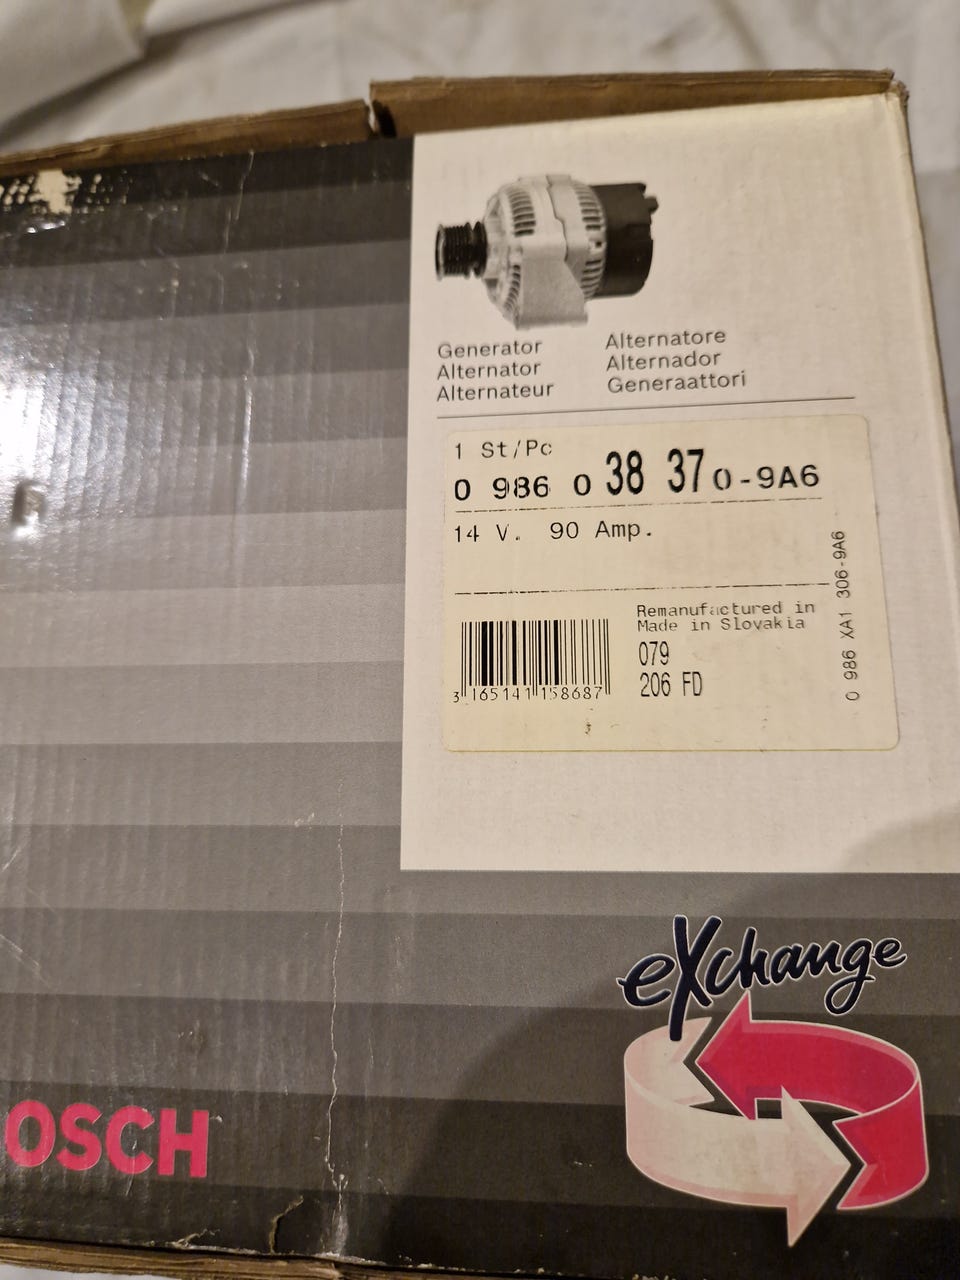 Generator
Alternator
Alternateur
Alternatore
Alternador
Generaattori
1 St/Pc
0 986 0 38 37 0-9A6
14 V. 90 Amp.
Remanufactured in
Made in Slovakia
079
206 FD
3 165141 158687
0 986 XA1 306-9A6
eXchange
OSCH